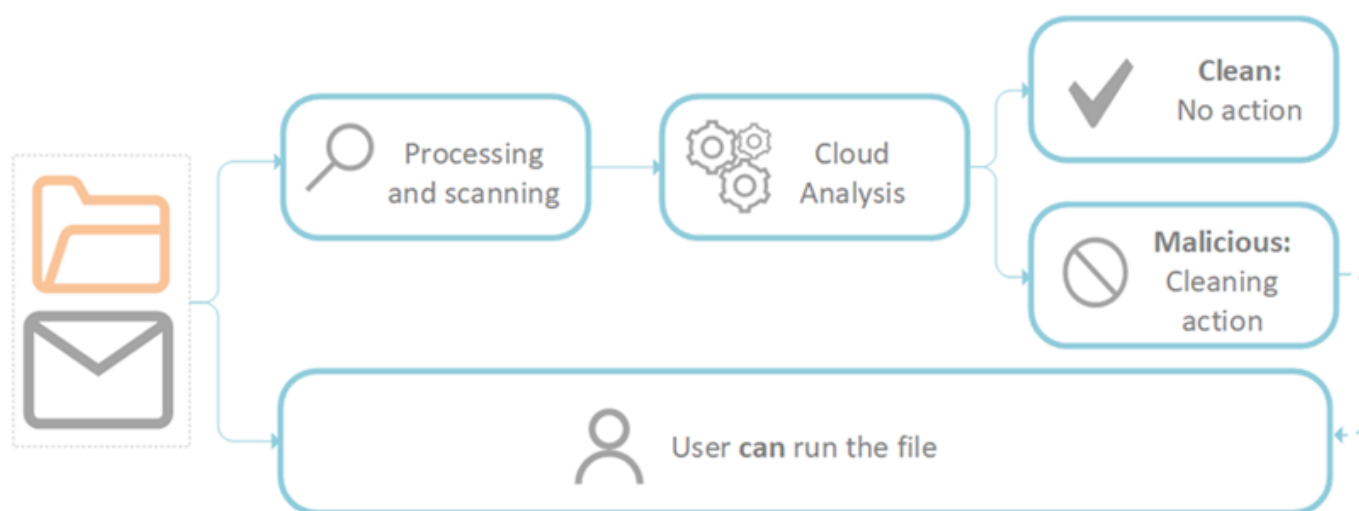 Processing
and scanning
Cloud
Analysis
Clean:
No action
Malicious:
Cleaning
action
User can run the file